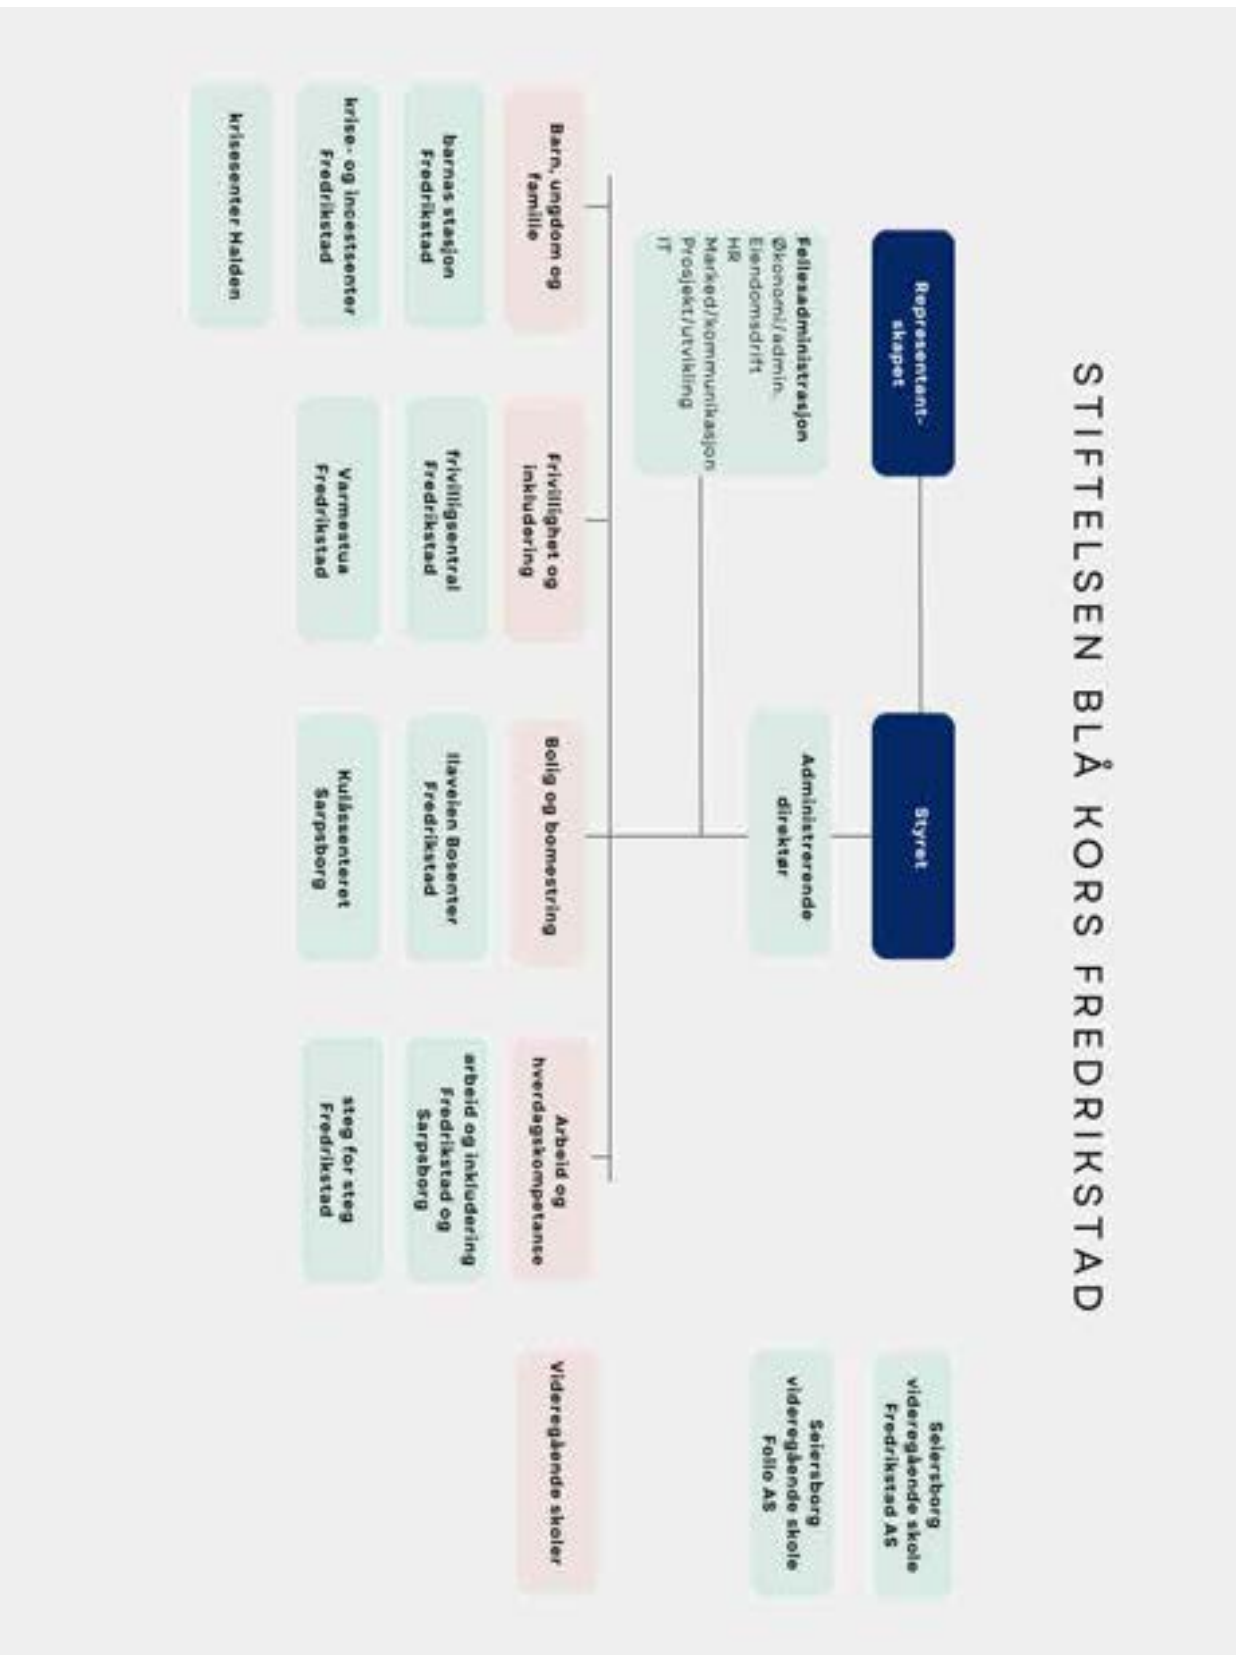 STIFTELSEN BLÅ KORS FREDRIKSTAD
Representant-
skapet
Styret
Seiersborg
videregående skole
Fredrikstad AS
Fellesadministrasjon
Økonomi/admin.
Eiendomsdrift
HR
Marked/kommunikasjon
Prosjekt/utvikling
IT
Administrerende
direktør
Seiersborg
videregående skole
Follo AS
Barn, ungdom og
familie
Frivillighet og
inkludering
Bolig og bomestring
Arbeid og
hverdagskompetanse
Videregående skoler
barnas stasjon
Fredrikstad
frivilligsentral
Fredrikstad
Ilaveien Bosenter
Fredrikstad
arbeid og inkludering
Fredrikstad og
Sarpsborg
krise- og incestsenter
Fredrikstad
Varmestua
Fredrikstad
Kulåssenteret
Sarpsborg
steg for steg
Fredrikstad
krisesenter Halden